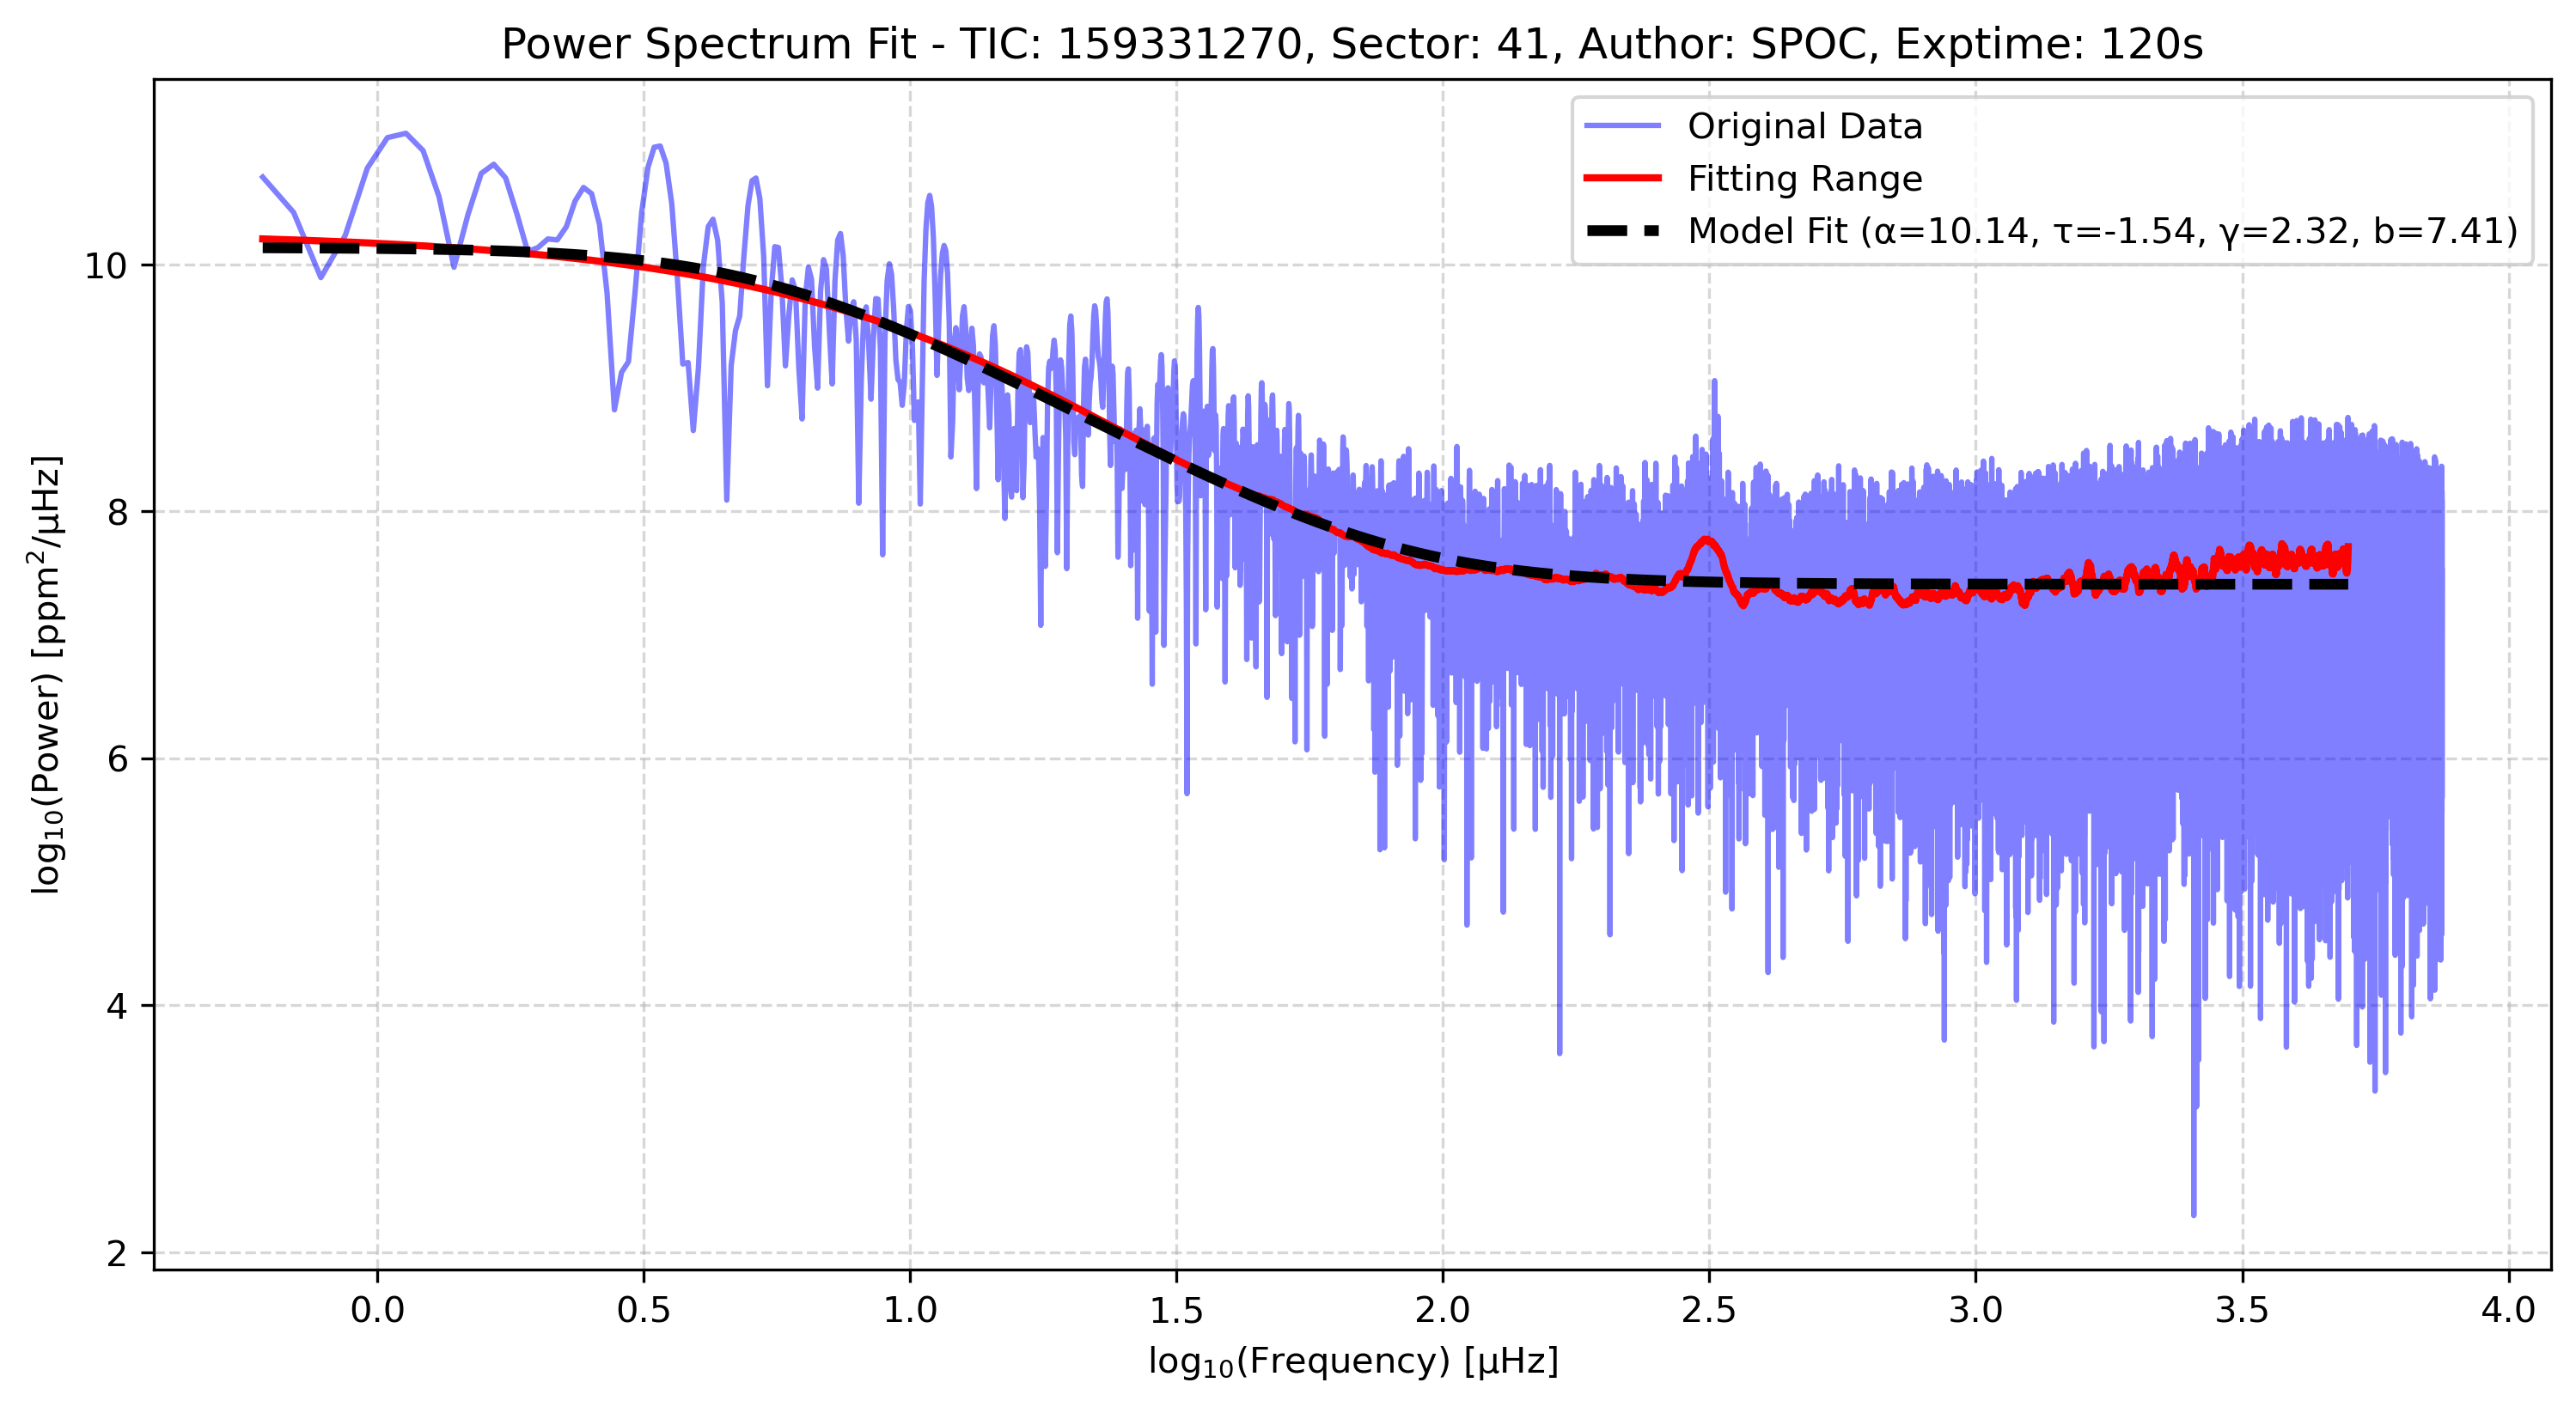 Power Spectrum Fit - TIC: 159331270, Sector: 41, Author: SPOC, Exptime: 120s
Original Data
Fitting Range
Model Fit (α=10.14, τ=-1.54, γ=2.32, b=7.41)
log₁₀(Power) [ppm²/μHz]
10
8
6
4
2
0.0 0.5 1.0 1.5 2.0 2.5 3.0 3.5 4.0
log₁₀(Frequency) [μHz]